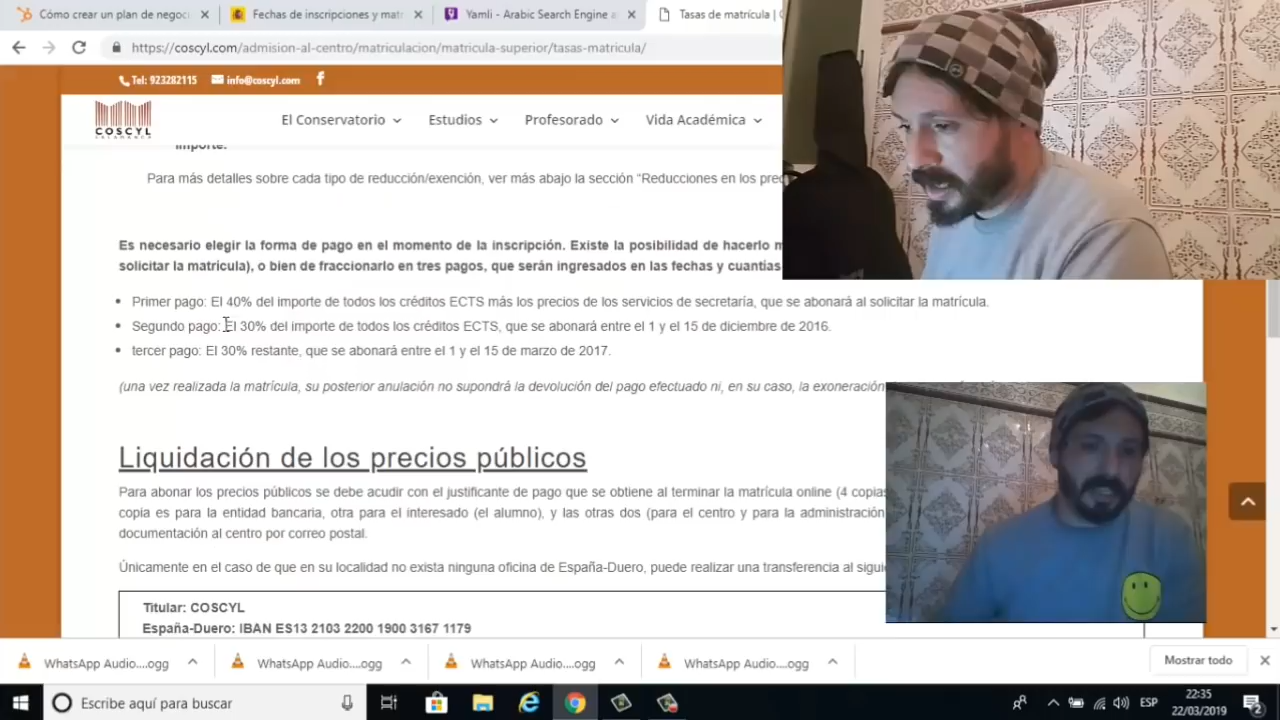 Cómo crear un plan de negoci
Fechas de inscripciones y matr
Yamli - Arabic Search Engine a
Tasas de matrícula |
https://coscyl.com/admision-al-centro/matriculacion/matricula-superior/tasas-matricula/
Tel: 923282115 info@coscyl.com
COSCYL
SALAMANCA
El Conservatorio Estudios Profesorado Vida Académica
importe.
Para más detalles sobre cada tipo de reducción/exención, ver más abajo la sección “Reducciones en los prec
Es necesario elegir la forma de pago en el momento de la inscripción. Existe la posibilidad de hacerlo
solicitar la matrícula), o bien de fraccionarlo en tres pagos, que serán ingresados en las fechas y cuantías
• Primer pago: El 40% del importe de todos los créditos ECTS más los precios de los servicios de secretaría, que se abonará al solicitar la matrícula.
• Segundo pago: El 30% del importe de todos los créditos ECTS, que se abonará entre el 1 y el 15 de diciembre de 2016.
• tercer pago: El 30% restante, que se abonará entre el 1 y el 15 de marzo de 2017.
(una vez realizada la matrícula, su posterior anulación no supondrá la devolución del pago efectuado ni, en su caso, la exoneración
Liquidación de los precios públicos
Para abonar los precios públicos se debe acudir con el justificante de pago que se obtiene al terminar la matrícula online (4 copias
copia es para la entidad bancaria, otra para el interesado (el alumno), y las otras dos (para el centro y para la administración
documentación al centro por correo postal.
Únicamente en el caso de que en su localidad no exista ninguna oficina de España-Duero, puede realizar una transferencia al sigui
Titular: COSCYL
España-Duero: IBAN ES13 2103 2200 1900 3167 1179
WhatsApp Audio....ogg WhatsApp Audio....ogg WhatsApp Audio....ogg WhatsApp Audio....ogg Mostrar todo
Escribe aquí para buscar
ESP
22:35
22/03/2019
2